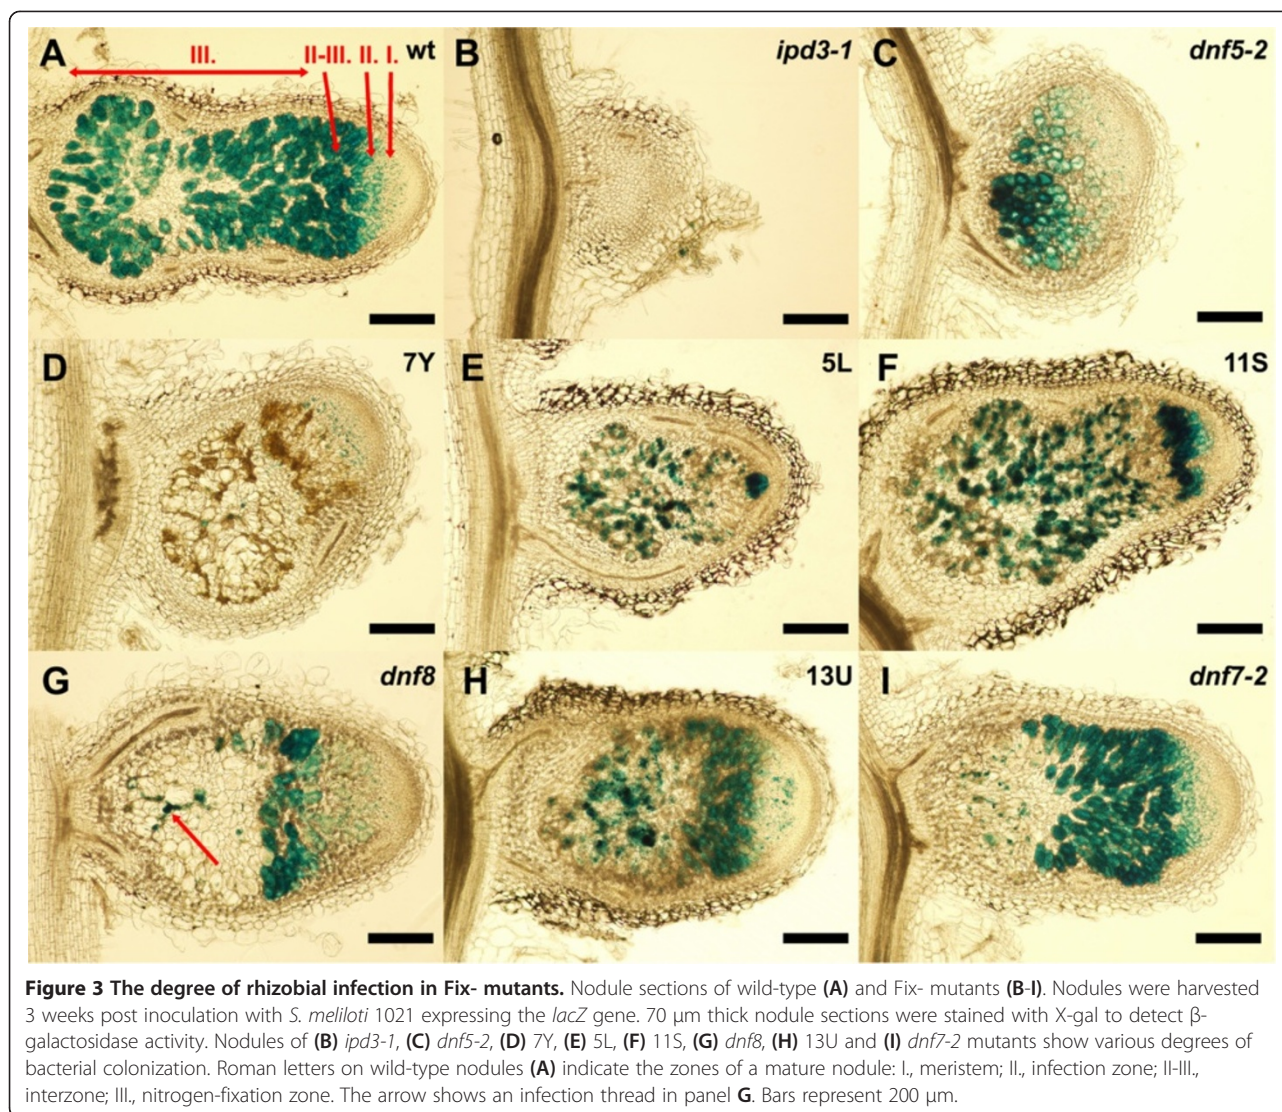 A III. II-III. II. I. wt
B ipd3-1
C dnf5-2
D 7Y
E 5L
F 11S
G dnf8
H 13U
I dnf7-2
Figure 3 The degree of rhizobial infection in Fix- mutants. Nodule sections of wild-type (A) and Fix- mutants (B-I). Nodules were harvested
3 weeks post inoculation with S. meliloti 1021 expressing the lacZ gene. 70 μm thick nodule sections were stained with X-gal to detect β-
galactosidase activity. Nodules of (B) ipd3-1, (C) dnf5-2, (D) 7Y, (E) 5L, (F) 11S, (G) dnf8, (H) 13U and (I) dnf7-2 mutants show various degrees of
bacterial colonization. Roman letters on wild-type nodules (A) indicate the zones of a mature nodule: I., meristem; II., infection zone; II-III.,
interzone; III., nitrogen-fixation zone. The arrow shows an infection thread in panel G. Bars represent 200 μm.